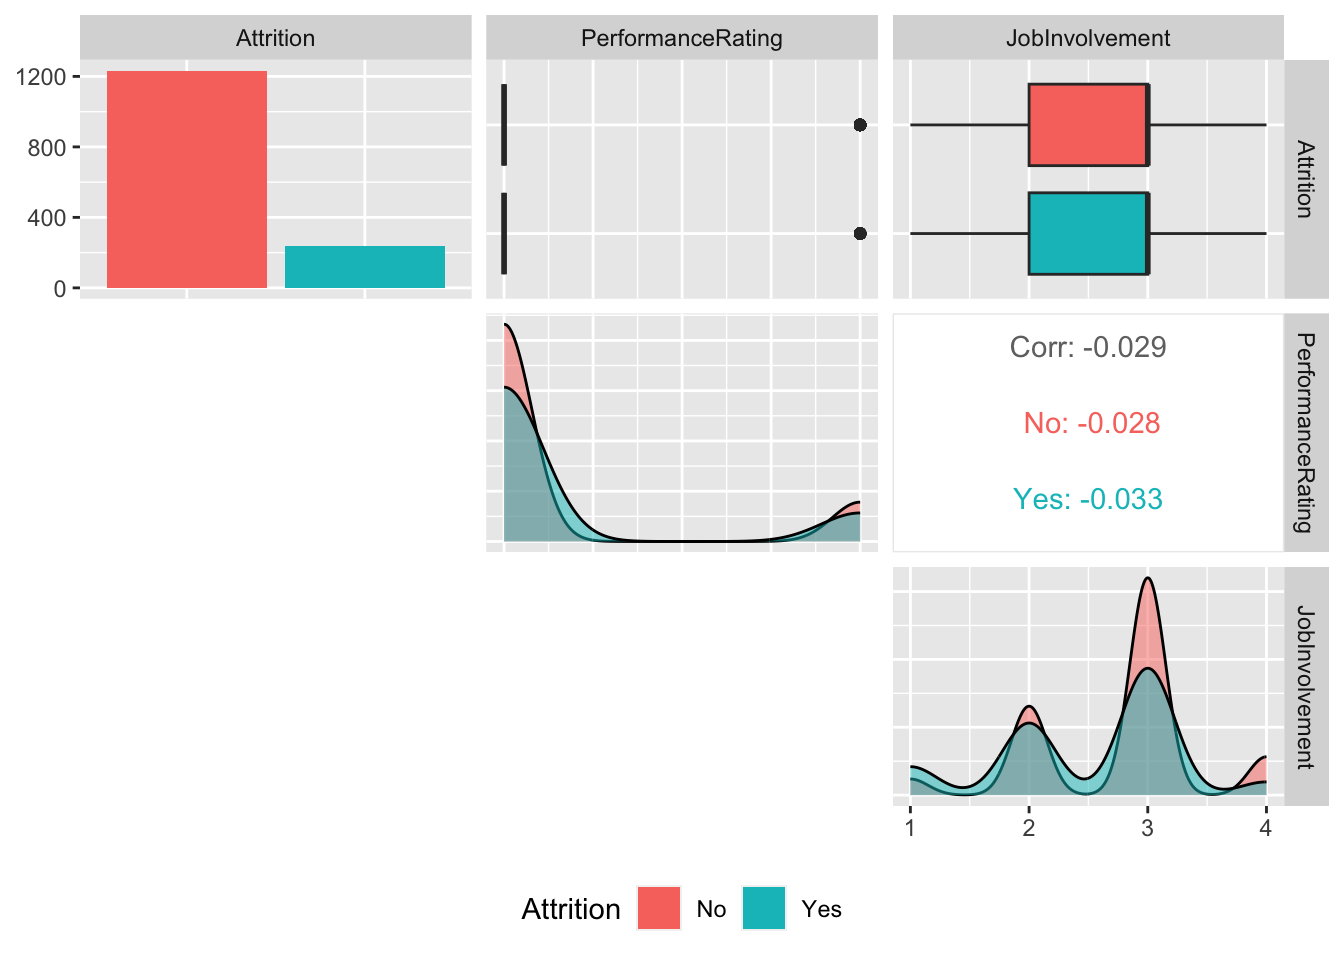 Attrition
PerformanceRating
JobInvolvement
1200
800
400
0
Attrition
Corr: -0.029
No: -0.028
Yes: -0.033
PerformanceRating
JobInvolvement
1 2 3 4
Attrition No Yes